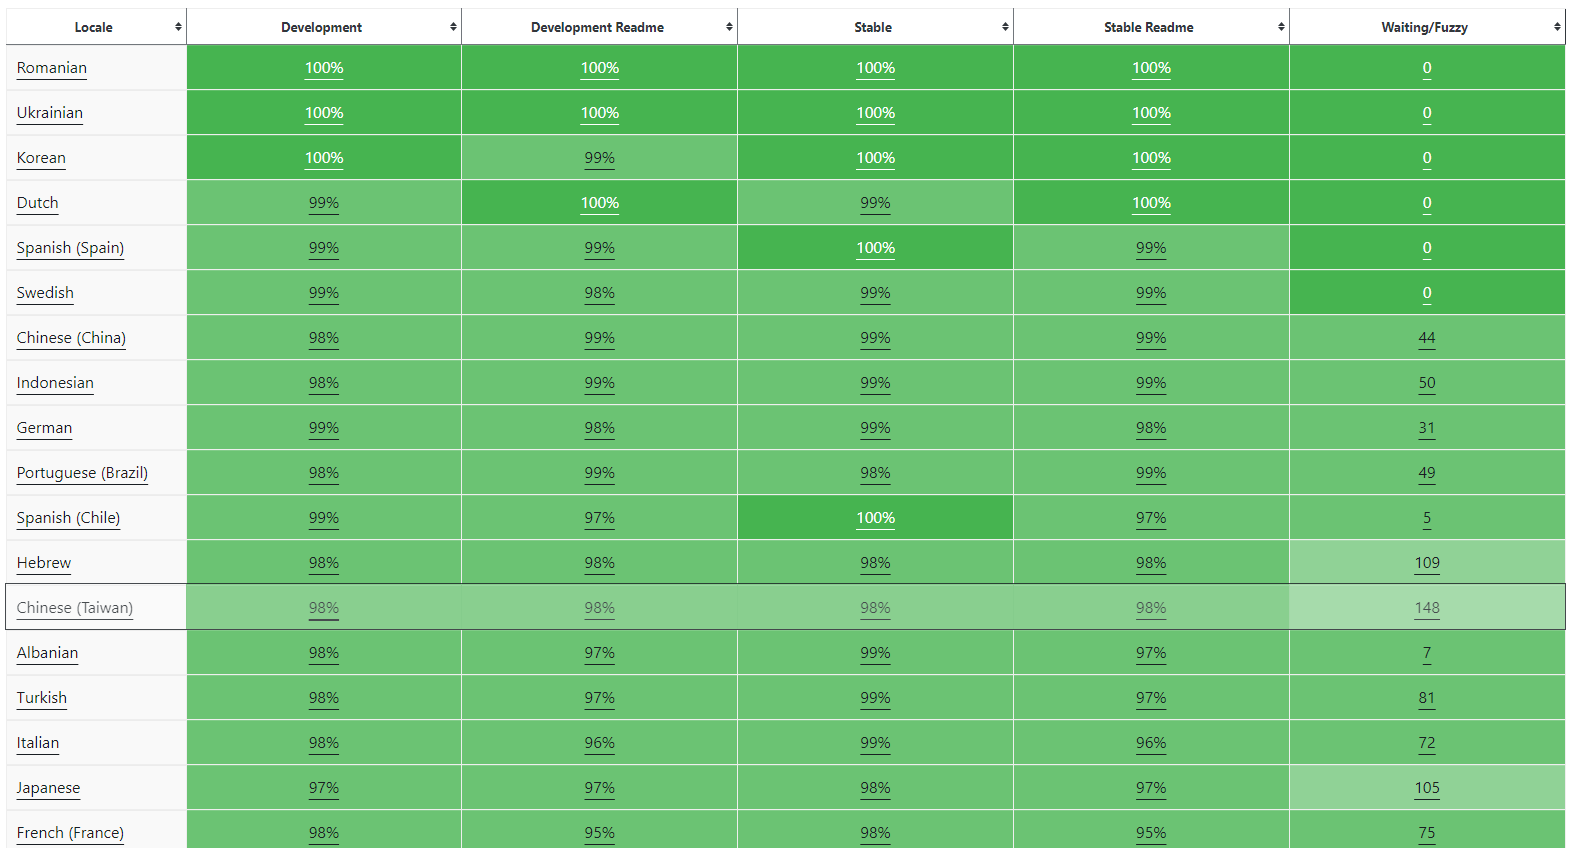 Locale Development Development Readme Stable Stable Readme Waiting/Fuzzy
Romanian 100% 100% 100% 100% 0
Ukrainian 100% 100% 100% 100% 0
Korean 100% 99% 100% 100% 0
Dutch 99% 100% 99% 100% 0
Spanish (Spain) 99% 99% 100% 99% 0
Swedish 99% 98% 99% 99% 0
Chinese (China) 98% 99% 99% 99% 44
Indonesian 98% 99% 99% 99% 50
German 99% 98% 99% 98% 31
Portuguese (Brazil) 98% 99% 98% 99% 49
Spanish (Chile) 99% 97% 100% 97% 5
Hebrew 98% 98% 98% 98% 109
Chinese (Taiwan) 98% 98% 98% 98% 148
Albanian 98% 97% 99% 97% 7
Turkish 98% 97% 99% 97% 81
Italian 98% 96% 99% 96% 72
Japanese 97% 97% 98% 97% 105
French (France) 98% 95% 98% 95% 75